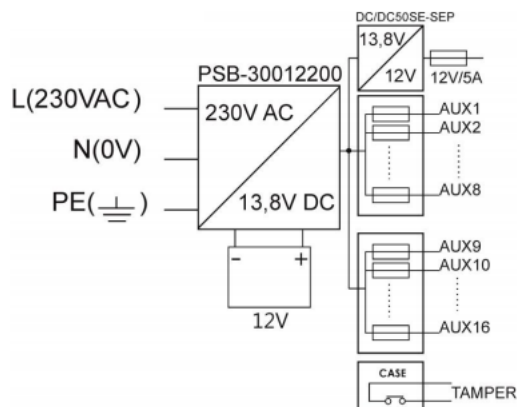 DC/DC50SE-SEP
13,8V
12V
12V/5A
PSB-30012200
L(230VAC)
N(0V)
PE( )
230V AC
13,8V DC
- +
12V
AUX1
AUX2
AUX8
AUX9
AUX10
AUX16
CASE
TAMPER